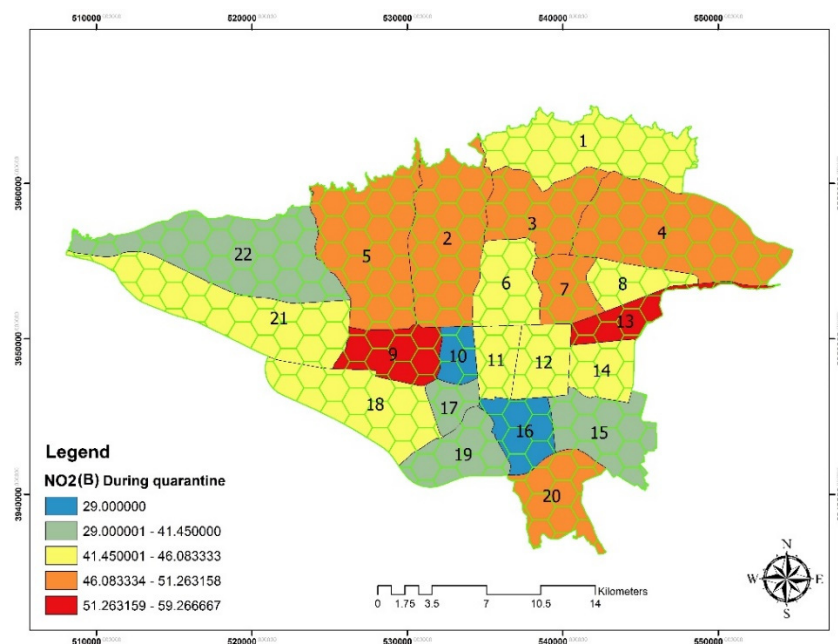 510000 520000 530000 540000 550000
1
3960000
3
4
2
22
5
6
7
8
21
13
3950000
9
10
11
12
14
18
17
16
15
19
Legend
NO2(B) During quarantine
20
3940000
29.000000
29.000001 - 41.450000
41.450001 - 46.083333
46.083334 - 51.263158
51.263159 - 59.266667
Kilometers
0 1.75 3.5 7 10.5 14
N
W E
S
510000 520000 530000 540000 550000